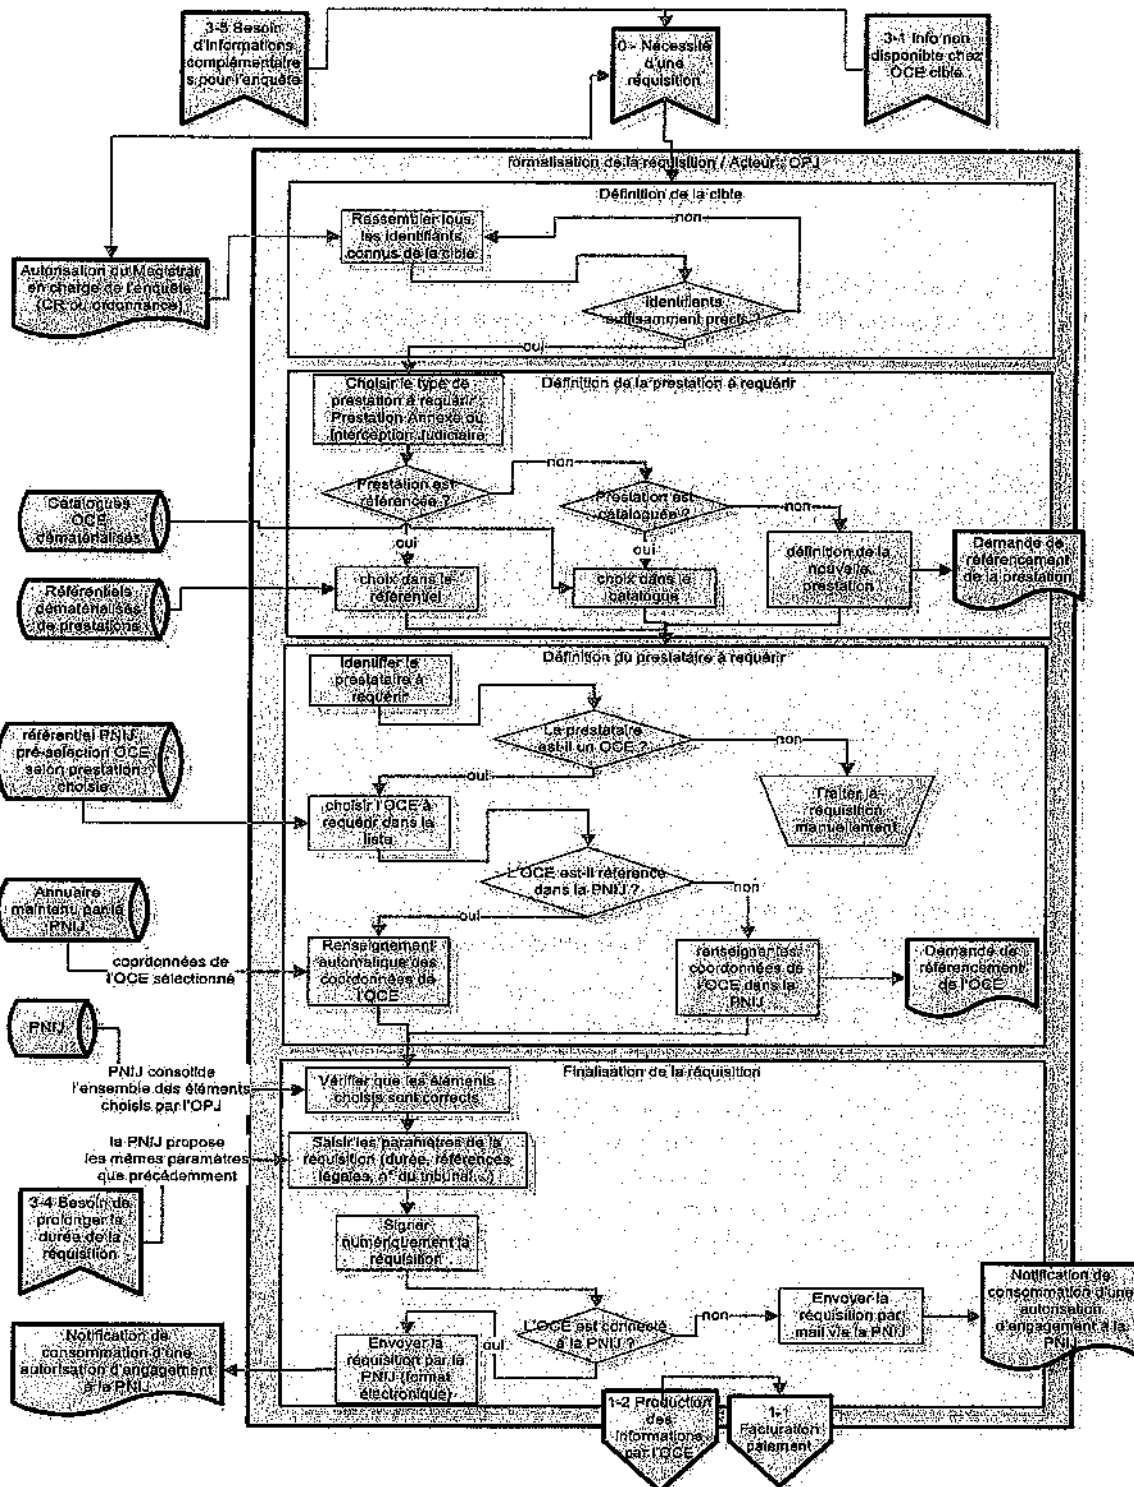 3-5 Besoin
d'informations
complémentaire
s pour l'enquête
0 - Nécessité
d'une
réquisition
3-1 Info non
disponible chez
OCE cible
formalisation de la réquisition / Acteur : OPJ
Définition de la cible
Rassembler tous
les identifiants
connus de la cible
non
Autorisation du Magistrat
en charge de l'enquête
(CR ou ordonnance)
Identifiants
suffisamment précis ?
oui
Définition de la prestation à requérir
Choisir le type de
prestation à requérir
Prestation Annexe ou
Interception Judiciaire
non
Prestation est
référencée ?
Prestation est
cataloguée ?
non
Catalogues
OCE
dématérialisés
oui
oui
choix dans le
référentiel
choix dans le
catalogue
définition de la
nouvelle
prestation
Demande de
référencement
de la prestation
Référentiels
dématérialisés
de prestations
Définition du prestataire à requérir
Identifier le
prestataire à
requérir
Le prestataire
est-il un OCE ?
non
référentiel PNIJ,
pré-sélection OCE
selon prestation
choisie
oui
choisir l'OCE à
requérir dans la
liste
Traiter la
réquisition
manuellement
L'OCE est-il référencé
dans la PNIJ ?
non
Annuaire
maintenu par la
PNIJ
oui
coordonnées de
l'OCE sélectionné
Renseignement
automatique des
coordonnées de
l'OCE
renseigner les
coordonnées de
l'OCE dans la
PNIJ
Demande de
référencement
de l'OCE
PNIJ
Finalisation de la réquisition
PNIJ consolide
l'ensemble des éléments
choisis par l'OPJ
Vérifier que les éléments
choisis sont corrects
la PNIJ propose
les mêmes paramètres
que précédemment
Saisir les paramètres de la
réquisition (durée, références
légales, n° du tribunal...)
3-4 Besoin de
prolonger la
durée de la
réquisition
Signer
numériquement la
réquisition
L'OCE est connecté
à la PNIJ ?
non
Envoyer la
réquisition par
mail via la PNIJ
Notification de
consommation d'une
autorisation
d'engagement à la
PNIJ
oui
Envoyer la
réquisition par la
PNIJ (format
électronique)
Notification de
consommation d'une
autorisation d'engagement
à la PNIJ
1-2 Production
des
informations
par l'OCE
1-1
Facturation
paiement